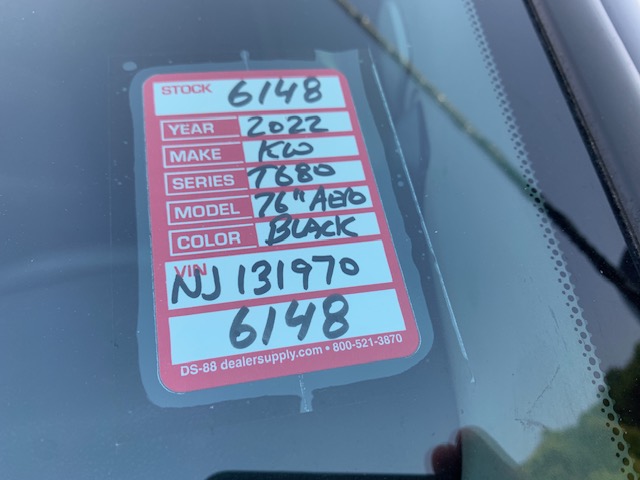 STOCK 6148
YEAR 2022
MAKE KW
SERIES T680
MODEL 76" AERO
COLOR BLACK
VIN
NJ 131970
6148
DS-88 dealersupply.com • 800-521-3870